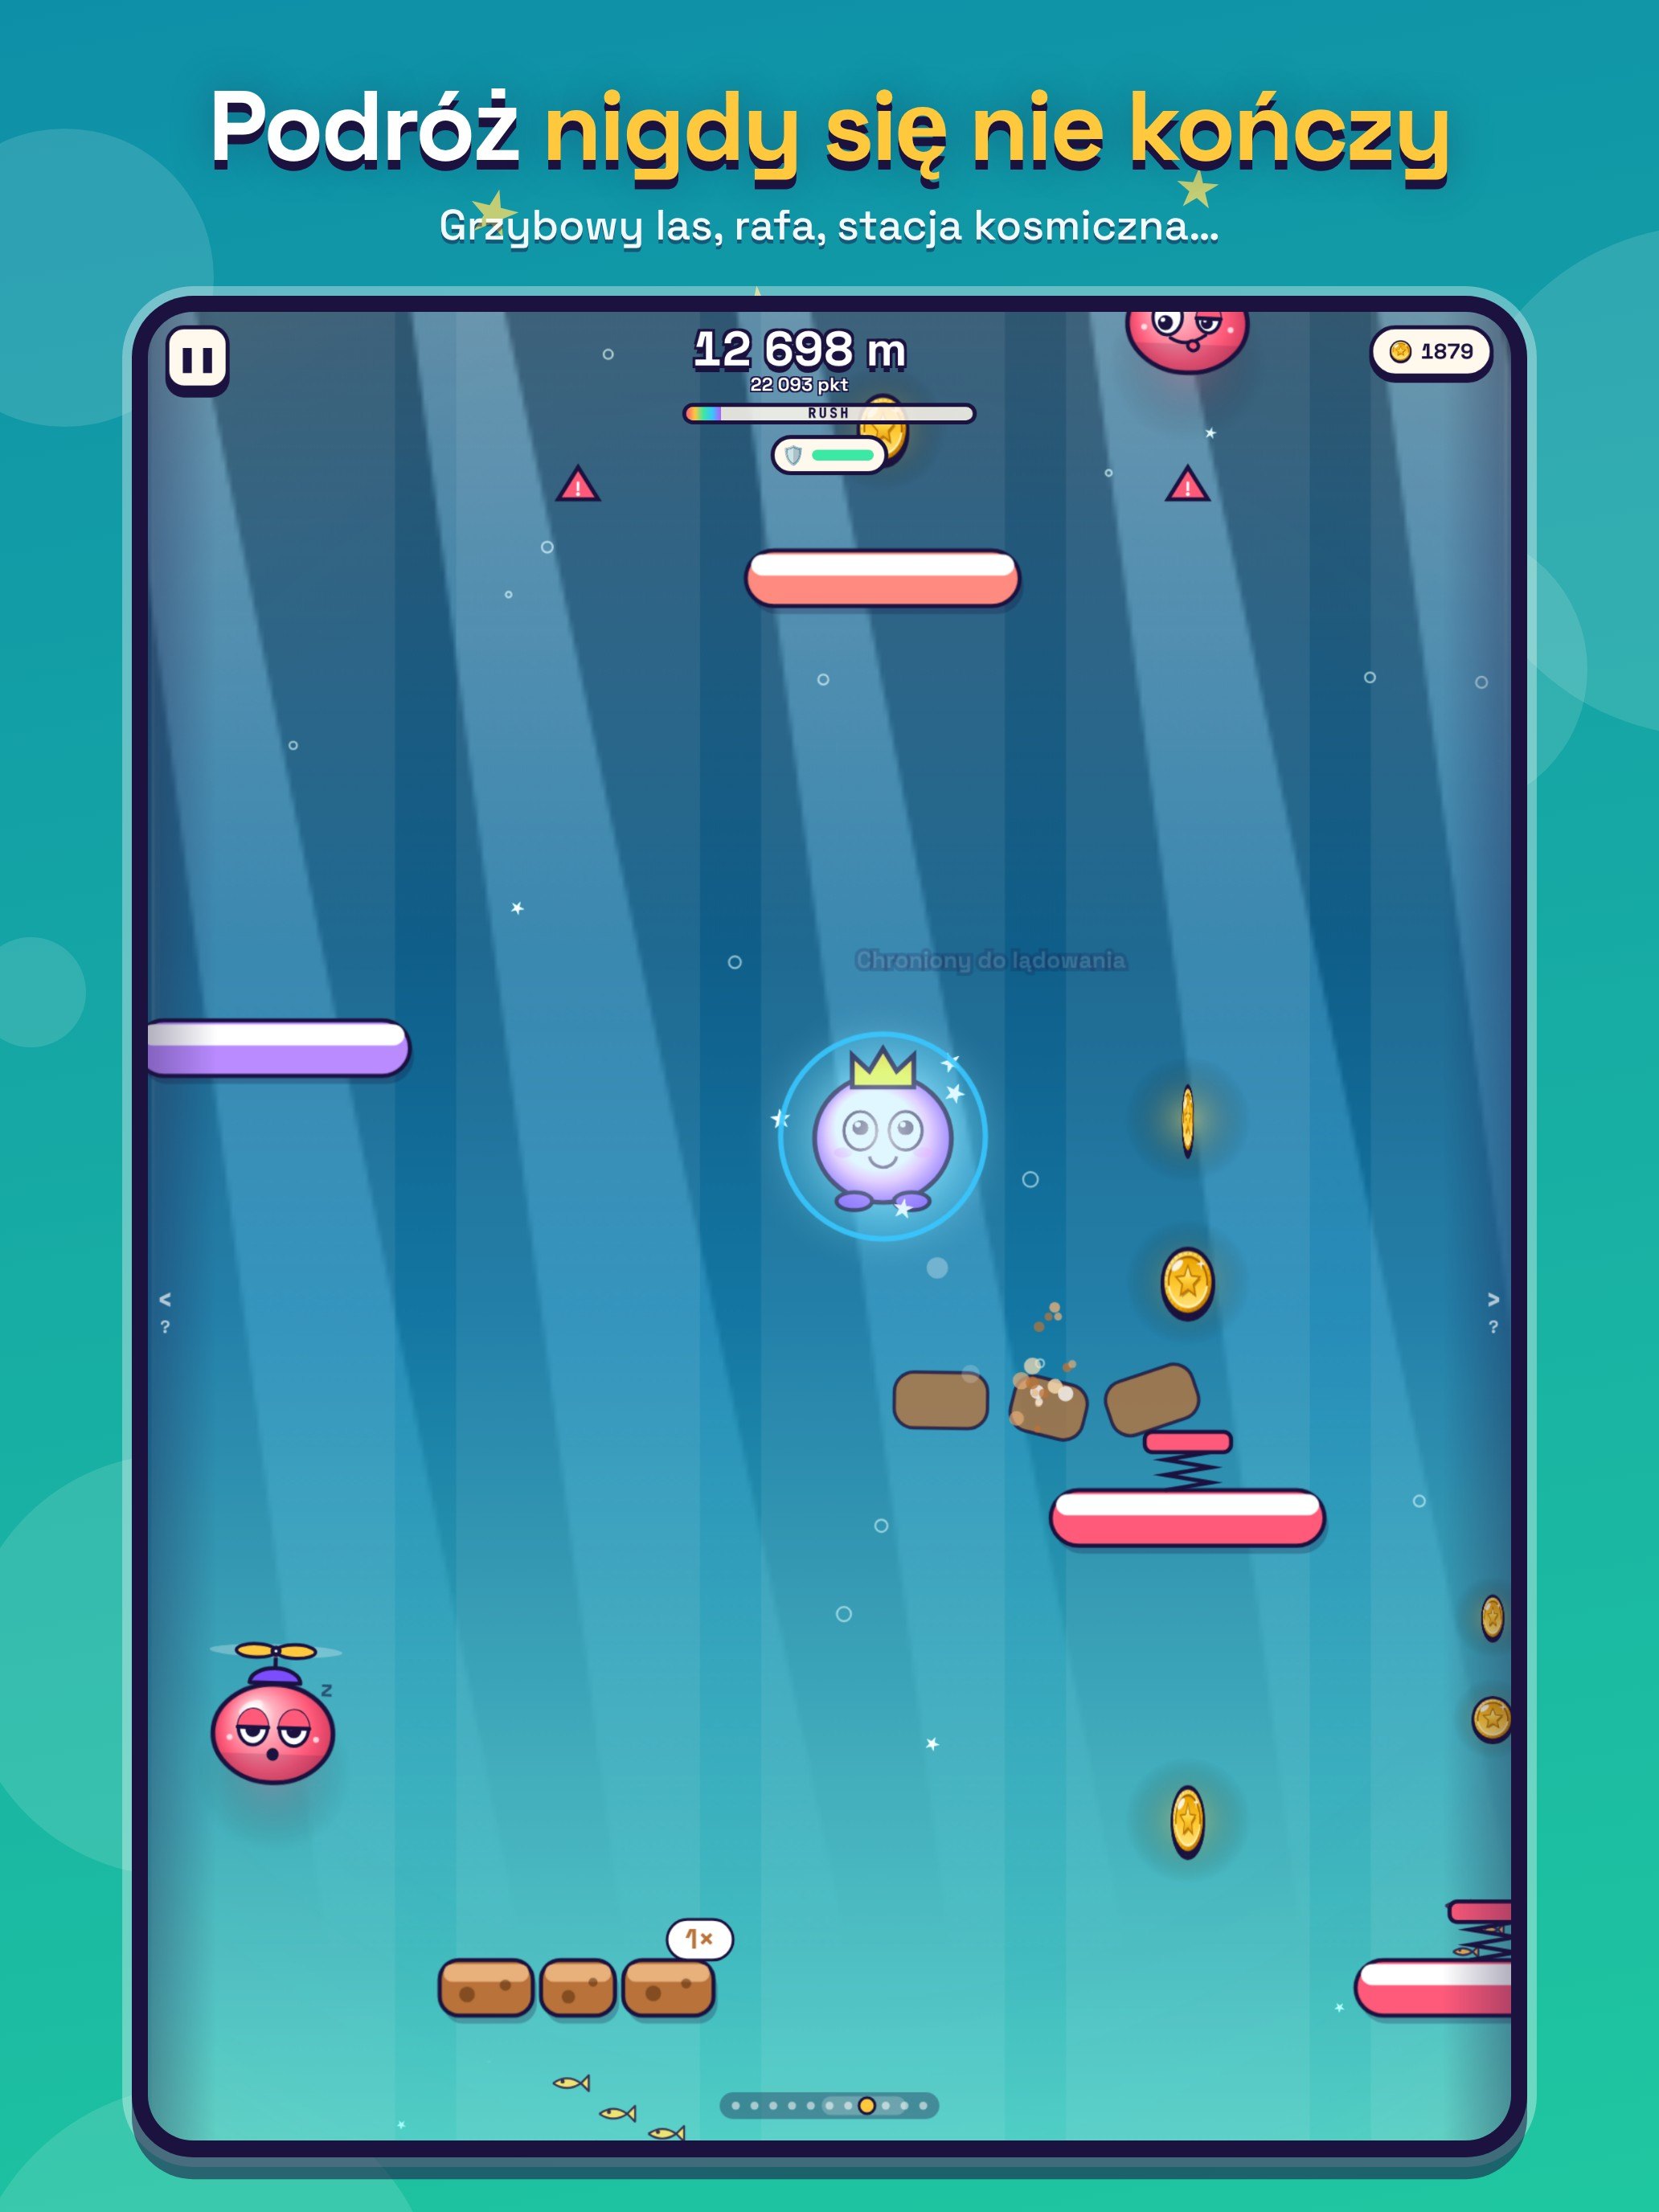 Podróż nigdy się nie kończy
Grzybowy las, rafa, stacja kosmiczna...
12 698 m
1879
22 093 pkt
RUSH
!
!
Chroniony do lądowania
<
>
?
?
z
1×